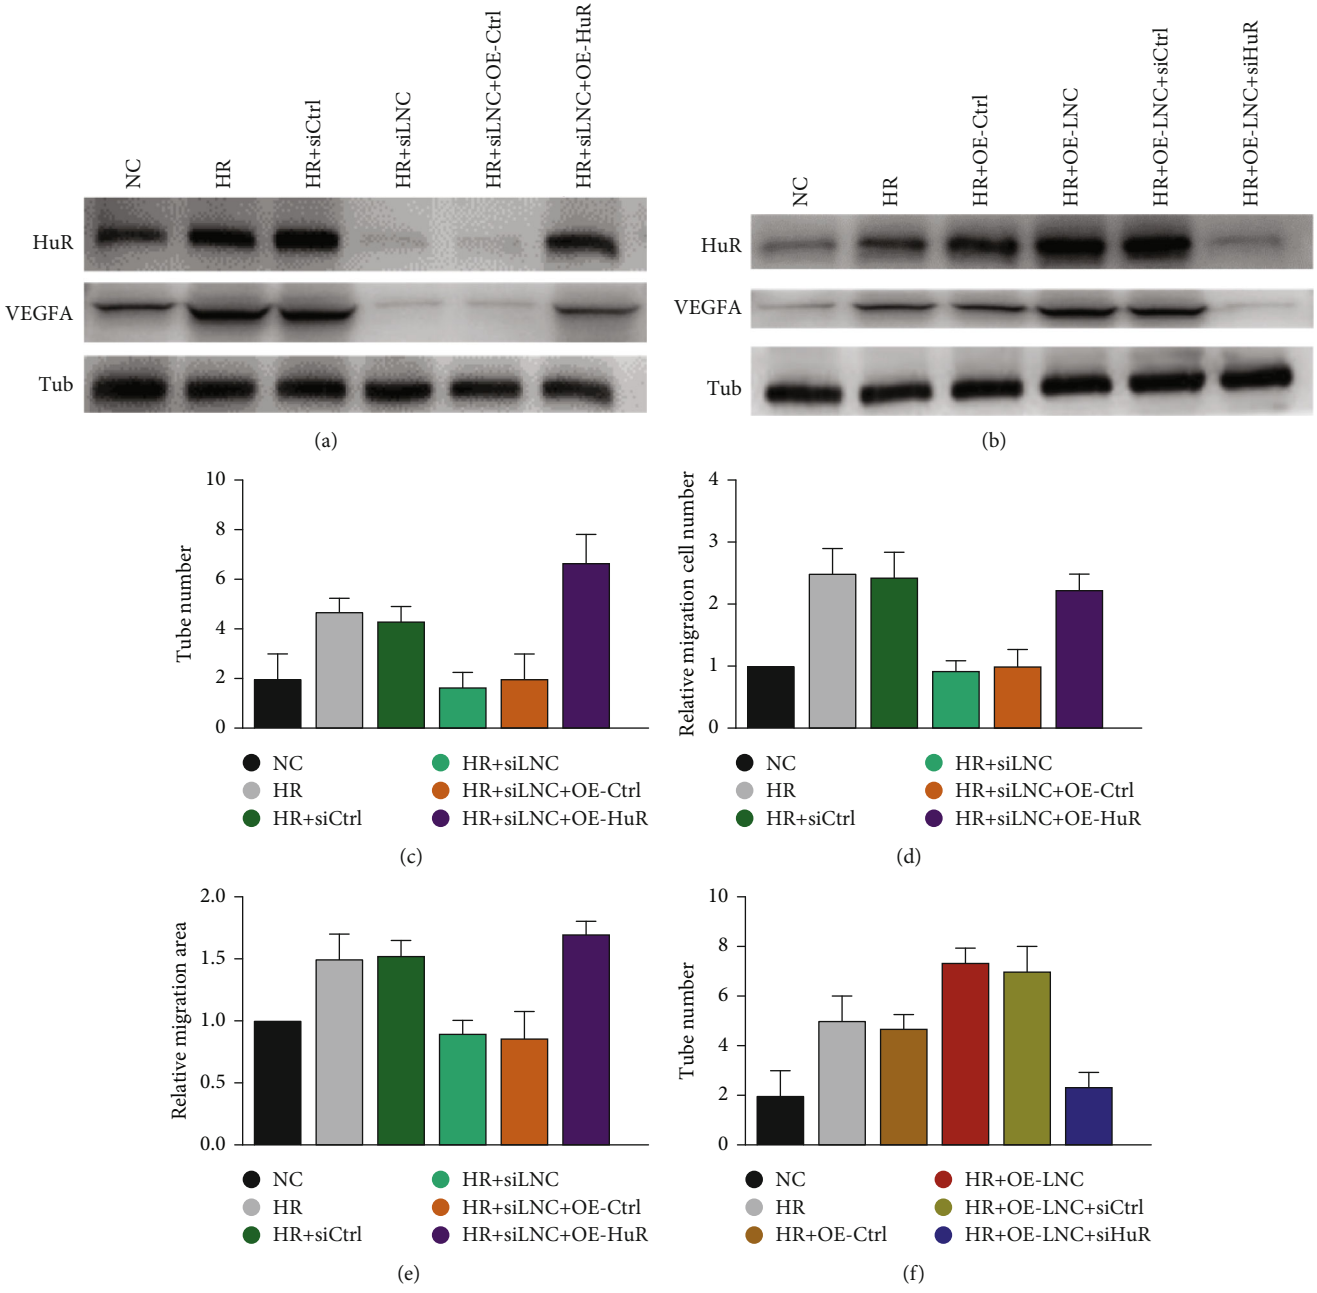 NC
HR
HR+siCtrl
HR+siLNC
HR+siLNC+OE-Ctrl
HR+siLNC+OE-HuR
HuR
VEGFA
Tub
(a)
NC
HR
HR+OE-Ctrl
HR+OE-LNC
HR+OE-LNC+siCtrl
HR+OE-LNC+siHuR
HuR
VEGFA
Tub
(b)
Tube number
10
8
6
4
2
0
NC
HR
HR+siCtrl
HR+siLNC
HR+siLNC+OE-Ctrl
HR+siLNC+OE-HuR
(c)
Relative migration cell number
4
3
2
1
0
NC
HR
HR+siCtrl
HR+siLNC
HR+siLNC+OE-Ctrl
HR+siLNC+OE-HuR
(d)
Relative migration area
2.0
1.5
1.0
0.5
0.0
NC
HR
HR+siCtrl
HR+siLNC
HR+siLNC+OE-Ctrl
HR+siLNC+OE-HuR
(e)
Tube number
10
8
6
4
2
0
NC
HR
HR+OE-Ctrl
HR+OE-LNC
HR+OE-LNC+siCtrl
HR+OE-LNC+siHuR
(f)